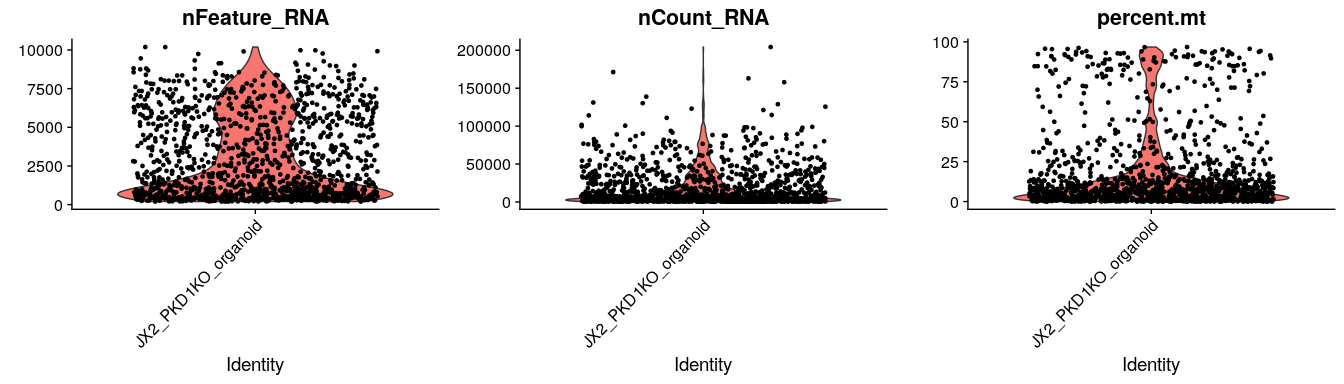 nFeature_RNA
10000
7500
5000
2500
0
JX2_PKD1KO_organoid
Identity
nCount_RNA
200000
150000
100000
50000
0
JX2_PKD1KO_organoid
Identity
percent.mt
100
75
50
25
0
JX2_PKD1KO_organoid
Identity